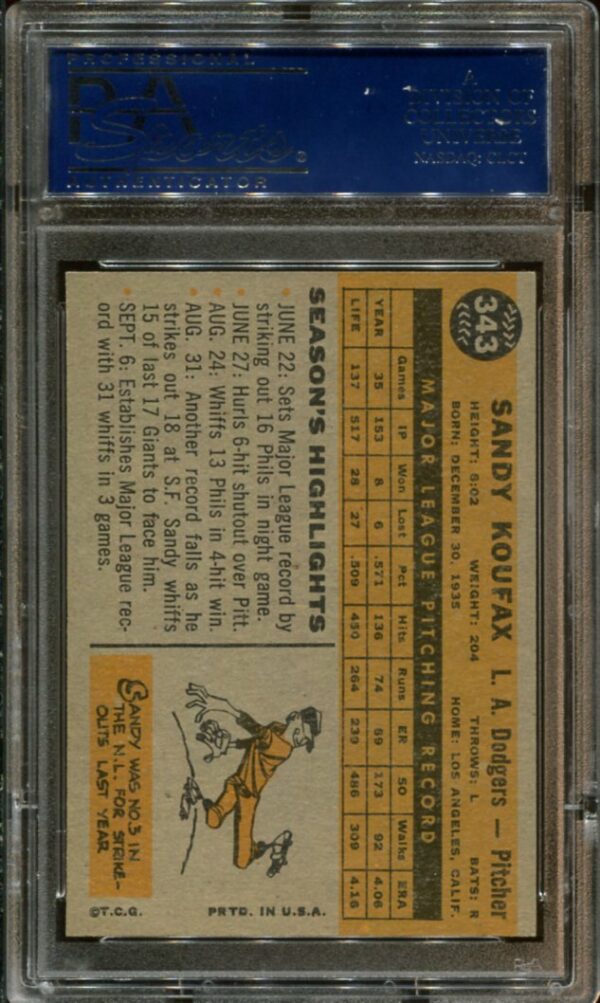 PROFESSIONAL
PSA
Sports®
AUTHENTICATOR
A
DIVISION OF
COLLECTORS
UNIVERSE
NASDAQ: CLCT
343
SANDY KOUFAX L. A. Dodgers — Pitcher
HEIGHT: 6:02 WEIGHT: 204 THROWS: L BATS: R
BORN: DECEMBER 30, 1935 HOME: LOS ANGELES, CALIF.
MAJOR LEAGUE PITCHING RECORD
Games IP Won Lost Pct Hits Runs ER SO Walks ERA
YEAR 35 153 8 6 .571 136 74 69 173 92 4.06
LIFE 137 517 28 27 .509 450 264 239 486 309 4.16
SEASON'S HIGHLIGHTS
• JUNE 22: Sets Major League record by
striking out 16 Phils in night game.
• JUNE 27: Hurls 6-hit shutout over Pitt.
• AUG. 24: Whiffs 13 Phils in 4-hit win.
• AUG. 31: Another record falls as he
strikes out 18 at S.F. Sandy whiffs
15 of last 17 Giants to face him.
• SEPT. 6: Establishes Major League rec-
ord with 31 whiffs in 3 games.
SANDY WAS NO. 3 IN
THE N.L. FOR STRIKE-
OUTS LAST YEAR
©T.C.G. PRTD. IN U.S.A.